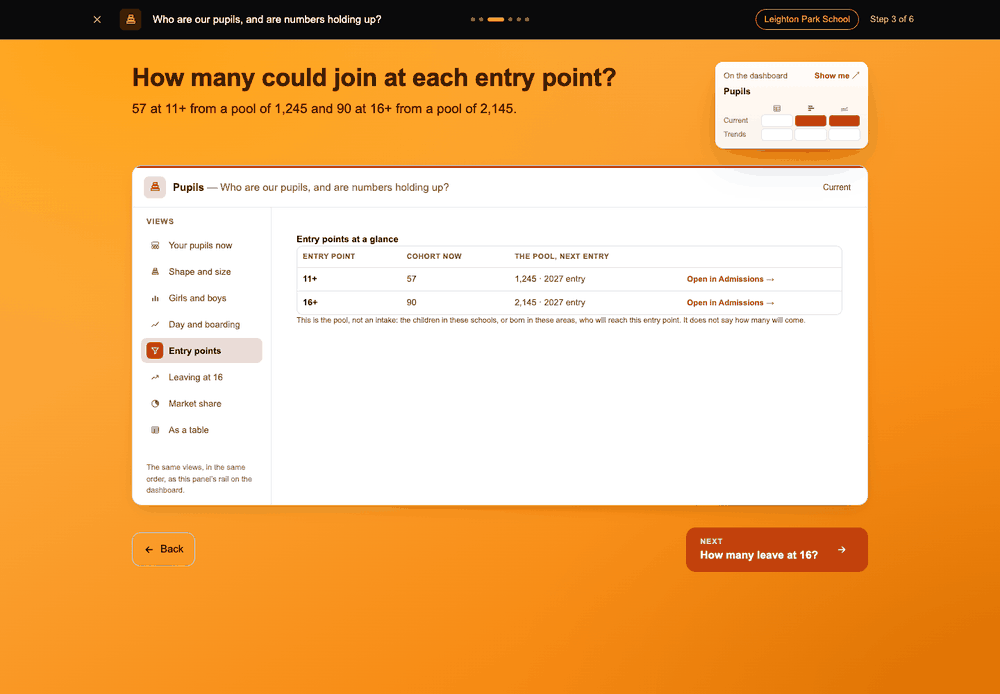 Who are our pupils, and are numbers holding up?
Leighton Park School
Step 3 of 6
How many could join at each entry point?
57 at 11+ from a pool of 1,245 and 90 at 16+ from a pool of 2,145.
On the dashboard
Show me
Pupils
Current
Trends
Pupils — Who are our pupils, and are numbers holding up?
Current
VIEWS
Your pupils now
Shape and size
Girls and boys
Day and boarding
Entry points
Leaving at 16
Market share
As a table
The same views, in the same
order, as this panel's rail on the
dashboard.
Entry points at a glance
ENTRY POINT COHORT NOW THE POOL, NEXT ENTRY
11+ 57 1,245 · 2027 entry Open in Admissions →
16+ 90 2,145 · 2027 entry Open in Admissions →
This is the pool, not an intake: the children in these schools, or born in these areas, who will reach this entry point. It does not say how many will come.
← Back
NEXT
How many leave at 16? →